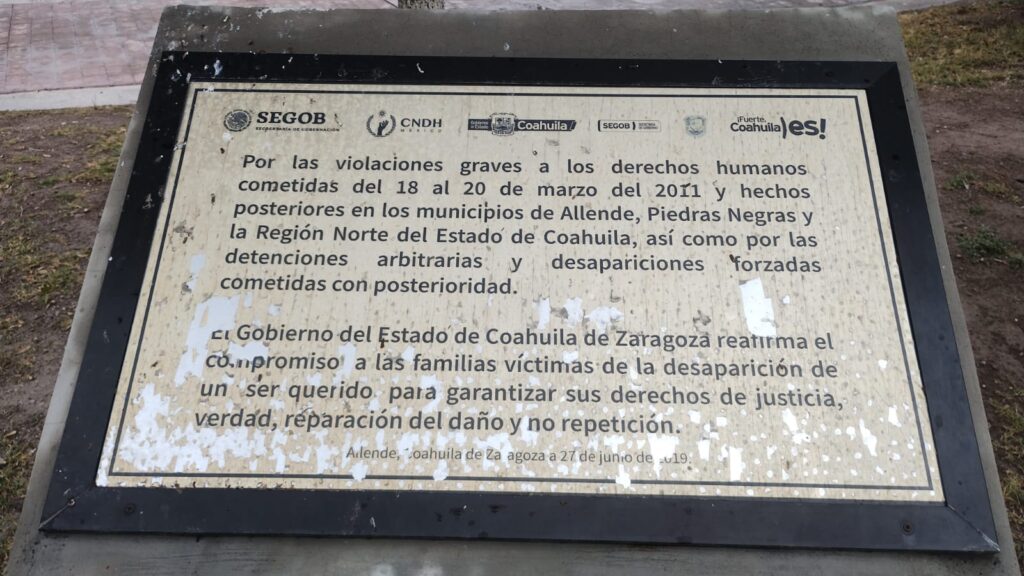 SEGOB
SECRETARÍA DE GOBERNACIÓN
CNDH
MÉXICO
Coahuila
SEGOB
¡Fuerte,
Coahuila es!
Por las violaciones graves a los derechos humanos
cometidas del 18 al 20 de marzo del 2011 y hechos
posteriores en los municipios de Allende, Piedras Negras y
la Región Norte del Estado de Coahuila, así como por las
detenciones arbitrarias y desapariciones forzadas
cometidas con posterioridad.
El Gobierno del Estado de Coahuila de Zaragoza reafirma el
compromiso a las familias víctimas de la desaparición de
un ser querido para garantizar sus derechos de justicia,
verdad, reparación del daño y no repetición.
Allende, Coahuila de Zaragoza a 27 de junio de 2019.